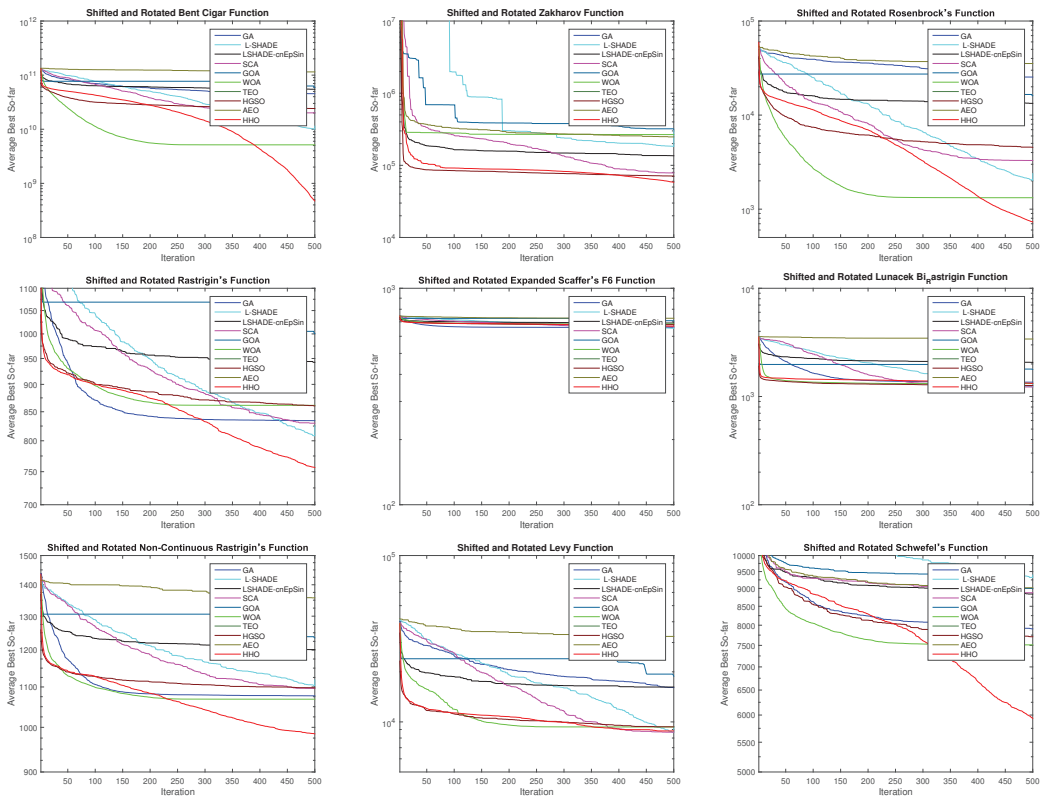 Shifted and Rotated Bent Cigar Function
Average Best So-far
10^12
10^11
10^10
10^9
10^8
50 100 150 200 250 300 350 400 450 500
Iteration
GA
L-SHADE
LSHADE-cnEpSin
SCA
GOA
WOA
TEO
HGSO
AEO
HHO
Shifted and Rotated Zakharov Function
Average Best So-far
10^7
10^6
10^5
10^4
50 100 150 200 250 300 350 400 450 500
Iteration
GA
L-SHADE
LSHADE-cnEpSin
SCA
GOA
WOA
TEO
HGSO
AEO
HHO
Shifted and Rotated Rosenbrock's Function
Average Best So-far
10^5
10^4
10^3
50 100 150 200 250 300 350 400 450 500
Iteration
GA
L-SHADE
LSHADE-cnEpSin
SCA
GOA
WOA
TEO
HGSO
AEO
HHO
Shifted and Rotated Rastrigin's Function
Average Best So-far
1100
1050
1000
950
900
850
800
750
700
50 100 150 200 250 300 350 400 450 500
Iteration
GA
L-SHADE
LSHADE-cnEpSin
SCA
GOA
WOA
TEO
HGSO
AEO
HHO
Shifted and Rotated Expanded Scaffer's F6 Function
Average Best So-far
10^3
10^2
50 100 150 200 250 300 350 400 450 500
Iteration
GA
L-SHADE
LSHADE-cnEpSin
SCA
GOA
WOA
TEO
HGSO
AEO
HHO
Shifted and Rotated Lunacek Bi_Rastrigin Function
Average Best So-far
10^4
10^3
10^2
50 100 150 200 250 300 350 400 450 500
Iteration
GA
L-SHADE
LSHADE-cnEpSin
SCA
GOA
WOA
TEO
HGSO
AEO
HHO
Shifted and Rotated Non-Continuous Rastrigin's Function
Average Best So-far
1500
1400
1300
1200
1100
1000
900
50 100 150 200 250 300 350 400 450 500
Iteration
GA
L-SHADE
LSHADE-cnEpSin
SCA
GOA
WOA
TEO
HGSO
AEO
HHO
Shifted and Rotated Levy Function
Average Best So-far
10^5
10^4
50 100 150 200 250 300 350 400 450 500
Iteration
GA
L-SHADE
LSHADE-cnEpSin
SCA
GOA
WOA
TEO
HGSO
AEO
HHO
Shifted and Rotated Schwefel's Function
Average Best So-far
10000
9500
9000
8500
8000
7500
7000
6500
6000
5500
5000
50 100 150 200 250 300 350 400 450 500
Iteration
GA
L-SHADE
LSHADE-cnEpSin
SCA
GOA
WOA
TEO
HGSO
AEO
HHO